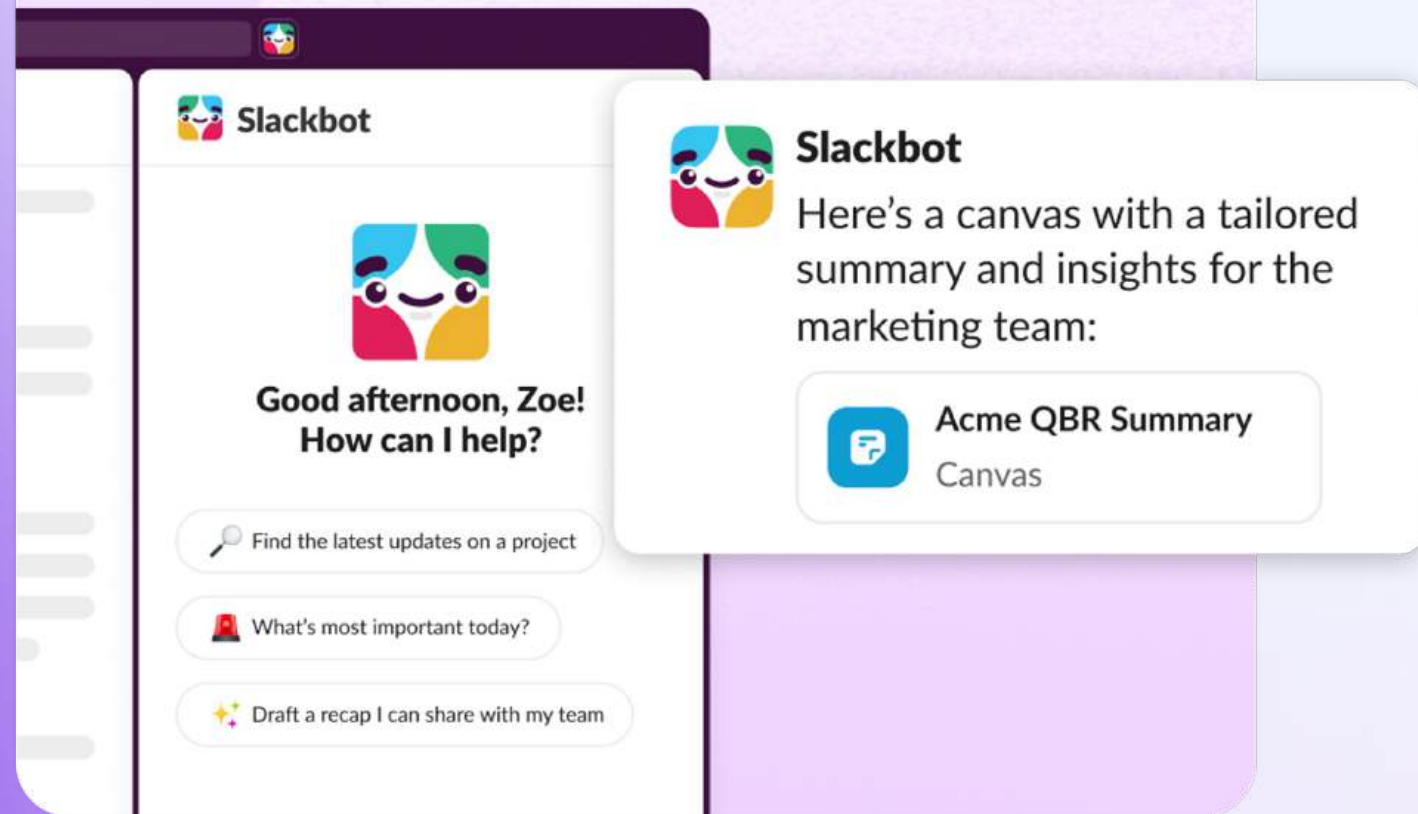 Slackbot
Good afternoon, Zoe!
How can I help?
Find the latest updates on a project
What's most important today?
Draft a recap I can share with my team
Slackbot
Here’s a canvas with a tailored
summary and insights for the
marketing team:
Acme QBR Summary
Canvas